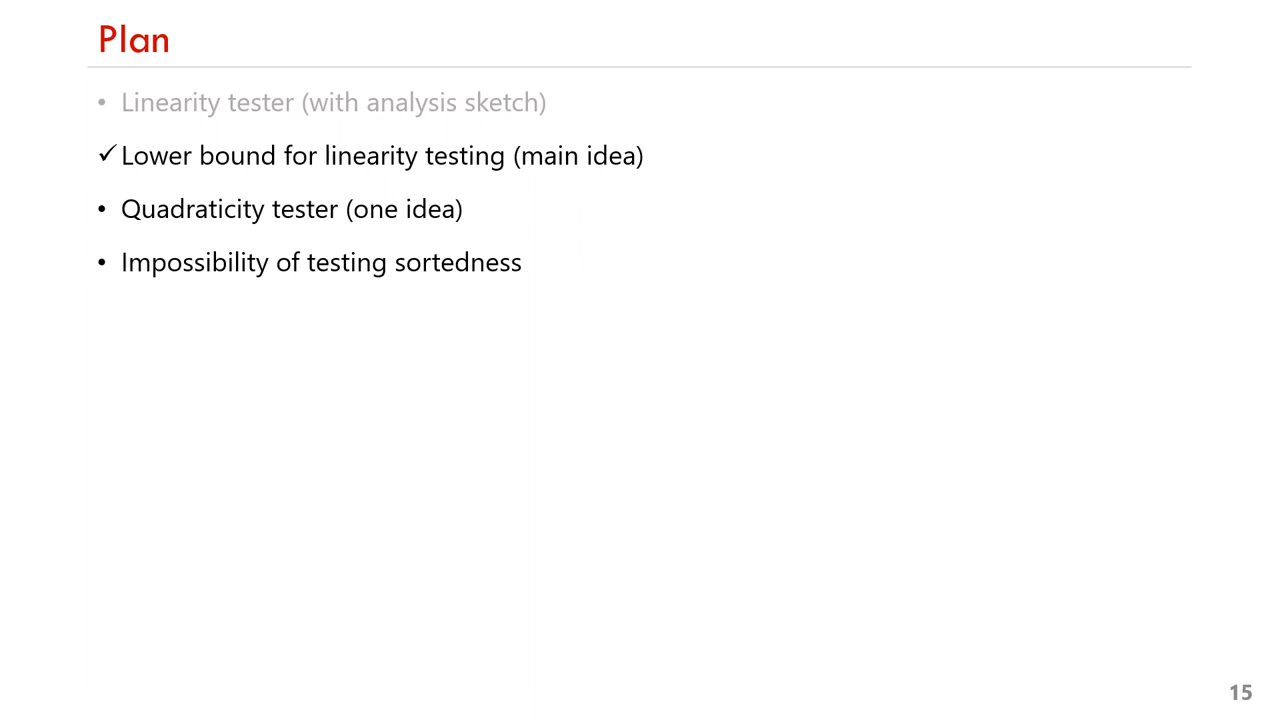 Plan
• Linearity tester (with analysis sketch)
✓ Lower bound for linearity testing (main idea)
• Quadraticity tester (one idea)
• Impossibility of testing sortedness
15